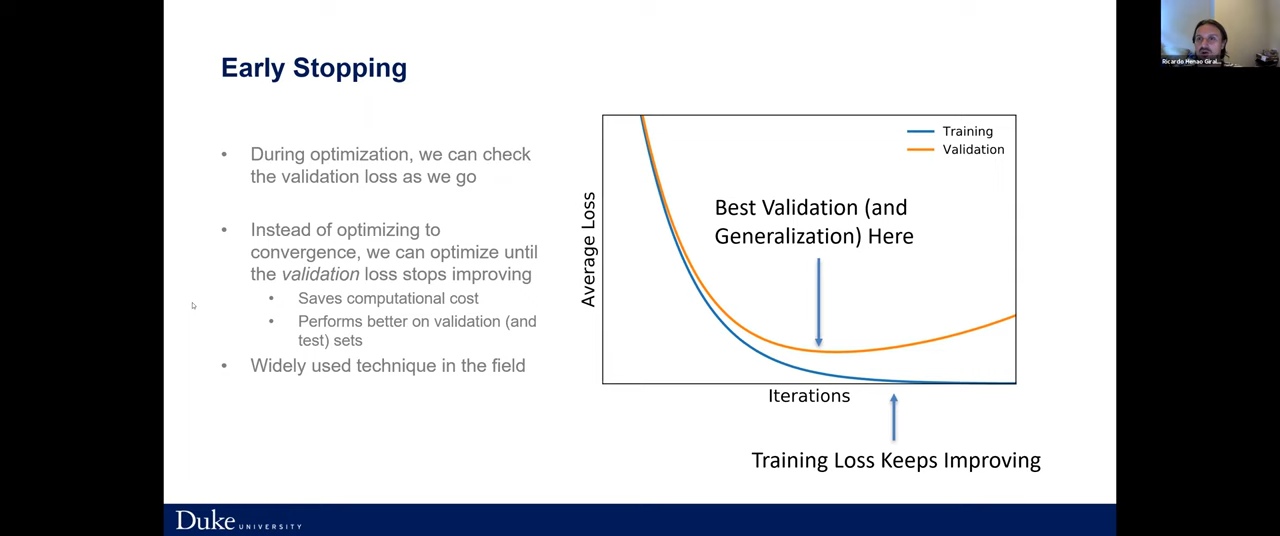 Early Stopping
During optimization, we can check
the validation loss as we go
Instead of optimizing to
convergence, we can optimize until
the validation loss stops improving
Saves computational cost
Performs better on validation (and
test) sets
Widely used technique in the field
Training
Validation
Best Validation (and
Generalization) Here
Average Loss
Iterations
Training Loss Keeps Improving
Duke UNIVERSITY
Ricardo Henao Giral...